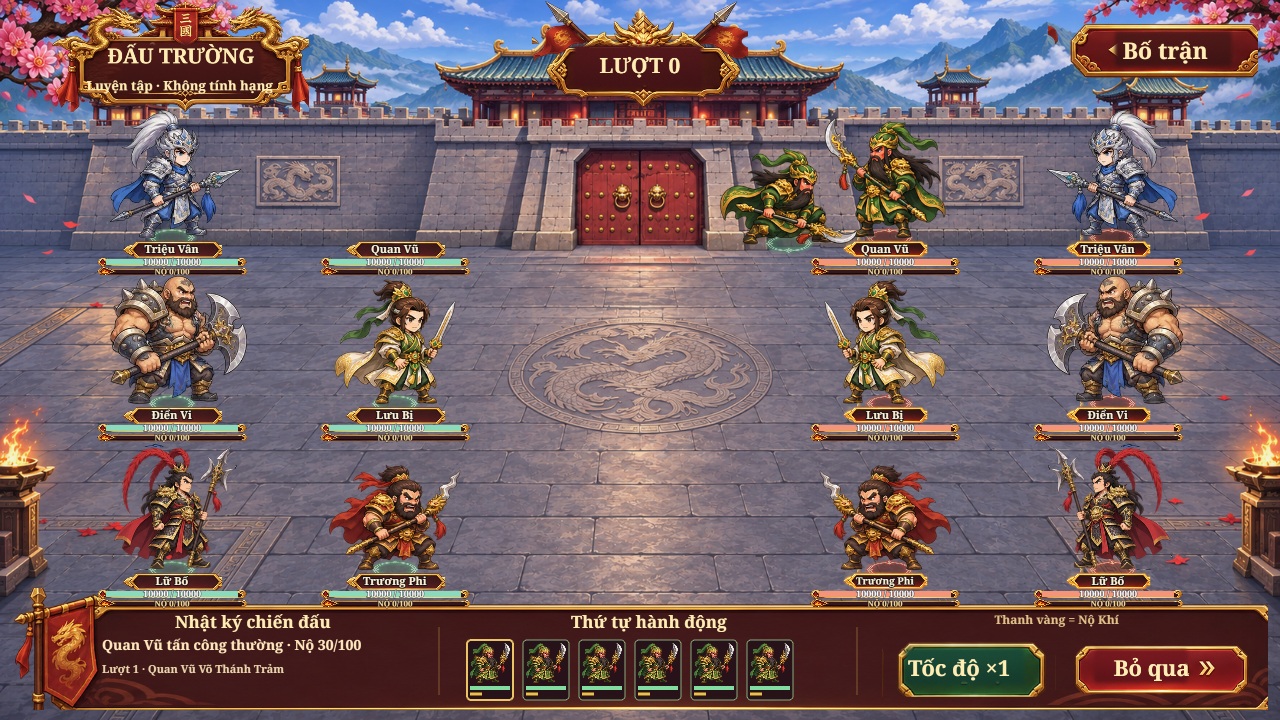 三國
ĐẤU TRƯỜNG
Luyện tập · Không tính hạng
LƯỢT 0
Bố trận
Triệu Vân
10000 / 10000
NỘ 0/100
Quan Vũ
10000 / 10000
NỘ 0/100
Quan Vũ
10000 / 10000
NỘ 0/100
Triệu Vân
10000 / 10000
NỘ 0/100
Điển Vi
10000 / 10000
NỘ 0/100
Lưu Bị
10000 / 10000
NỘ 0/100
Lưu Bị
10000 / 10000
NỘ 0/100
Điển Vi
10000 / 10000
NỘ 0/100
Lữ Bố
10000 / 10000
NỘ 0/100
Trương Phi
10000 / 10000
NỘ 0/100
Trương Phi
10000 / 10000
NỘ 0/100
Lữ Bố
10000 / 10000
NỘ 0/100
Nhật ký chiến đấu
Quan Vũ tấn công thường · Nộ 30/100
Lượt 1 · Quan Vũ Võ Thánh Trảm
Thứ tự hành động
Thanh vàng = Nộ Khí
Tốc độ ×1
Bỏ qua »